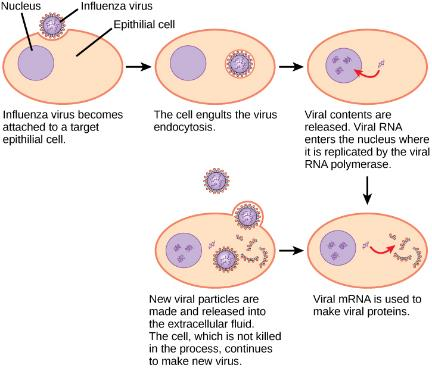 Nucleus
Influenza virus
Epithilial cell
Influenza virus becomes
attached to a target
epithilial cell.
The cell engults the virus
endocytosis.
Viral contents are
released. Viral RNA
enters the nucleus where
it is replicated by the viral
RNA polymerase.
Viral mRNA is used to
make viral proteins.
New viral particles are
made and released into
the extracellular fluid.
The cell, which is not killed
in the process, continues
to make new virus.